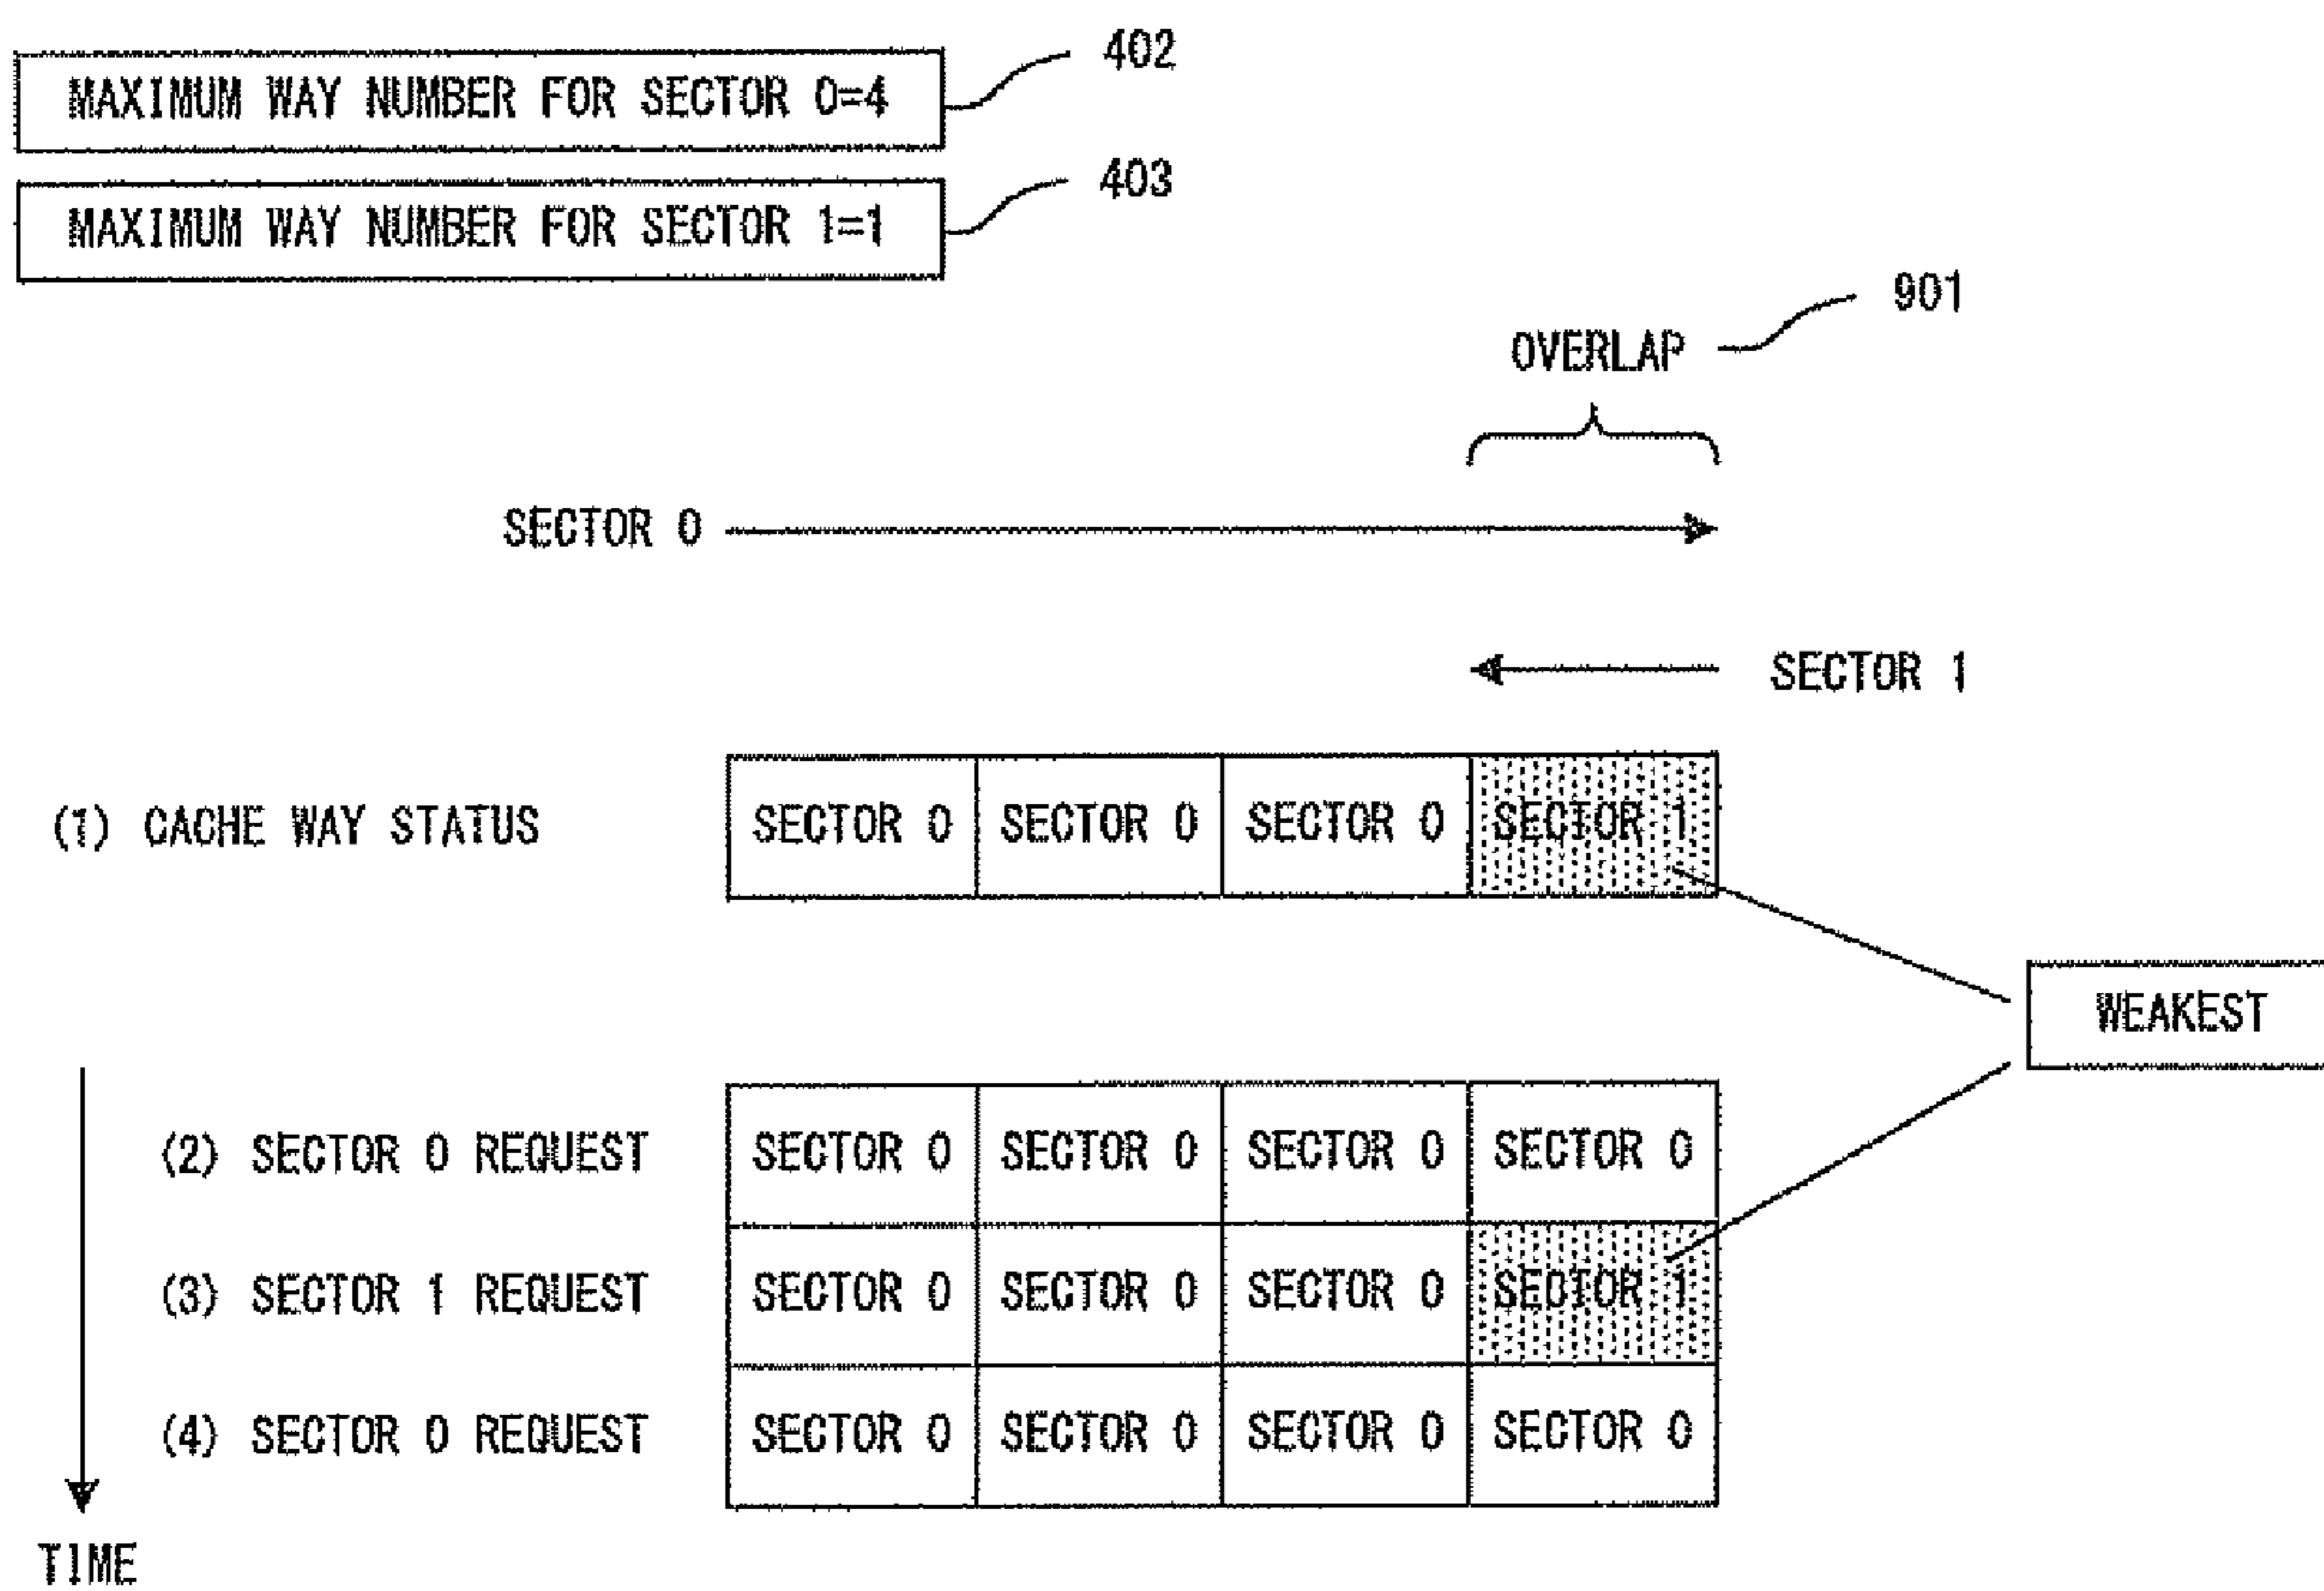 MAXIMUM WAY NUMBER FOR SECTOR 0=4
402
MAXIMUM WAY NUMBER FOR SECTOR 1=1
403
901
OVERLAP
SECTOR 0
SECTOR 1
(1) CACHE WAY STATUS
SECTOR 0 SECTOR 0 SECTOR 0 SECTOR 1
WEAKEST
(2) SECTOR 0 REQUEST SECTOR 0 SECTOR 0 SECTOR 0 SECTOR 0
(3) SECTOR 1 REQUEST SECTOR 0 SECTOR 0 SECTOR 0 SECTOR 1
(4) SECTOR 0 REQUEST SECTOR 0 SECTOR 0 SECTOR 0 SECTOR 0
TIME